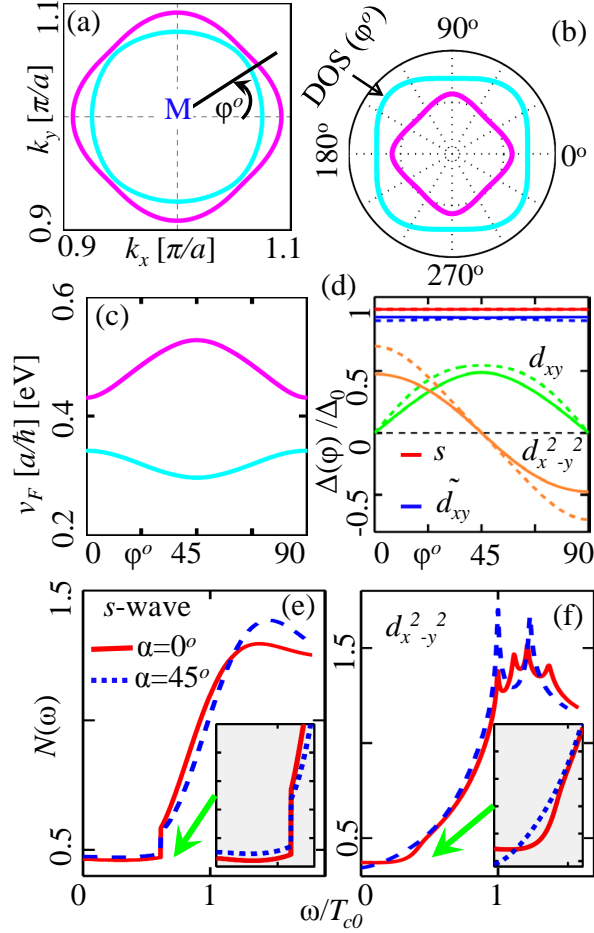 (a)
1.1
k_y [π/a]
0.9
M
φ°
0.9
k_x [π/a]
1.1
(b)
DOS (φ°)
90°
180°
0°
270°
(c)
0.6
0.4
0.2
v_F [a/ħ] [eV]
0 φ° 45 90
(d)
1
0.5
0
-0.5
Δ(φ) /Δ_0
d_xy
d_x²-y²
s
d̃_xy
0 φ° 45 90
(e)
s-wave
α=0°
α=45°
1.5
1
0.5
N(ω)
0 1
(f)
d_x²-y²
1.5
0.5
0 1
ω/T_c0